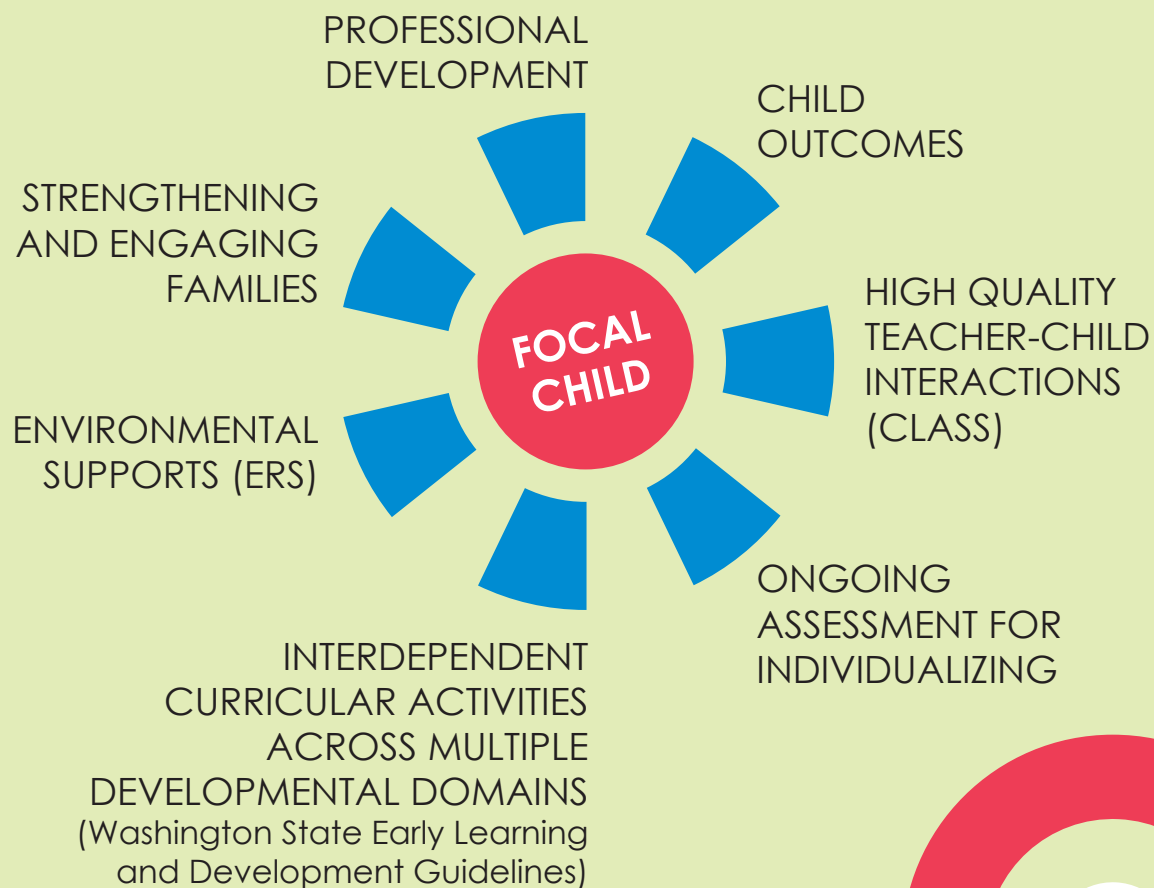 PROFESSIONAL
DEVELOPMENT
CHILD
OUTCOMES
STRENGTHENING
AND ENGAGING
FAMILIES
HIGH QUALITY
TEACHER-CHILD
INTERACTIONS
(CLASS)
FOCAL
CHILD
ENVIRONMENTAL
SUPPORTS (ERS)
ONGOING
ASSESSMENT FOR
INDIVIDUALIZING
INTERDEPENDENT
CURRICULAR ACTIVITIES
ACROSS MULTIPLE
DEVELOPMENTAL DOMAINS
(Washington State Early Learning
and Development Guidelines)